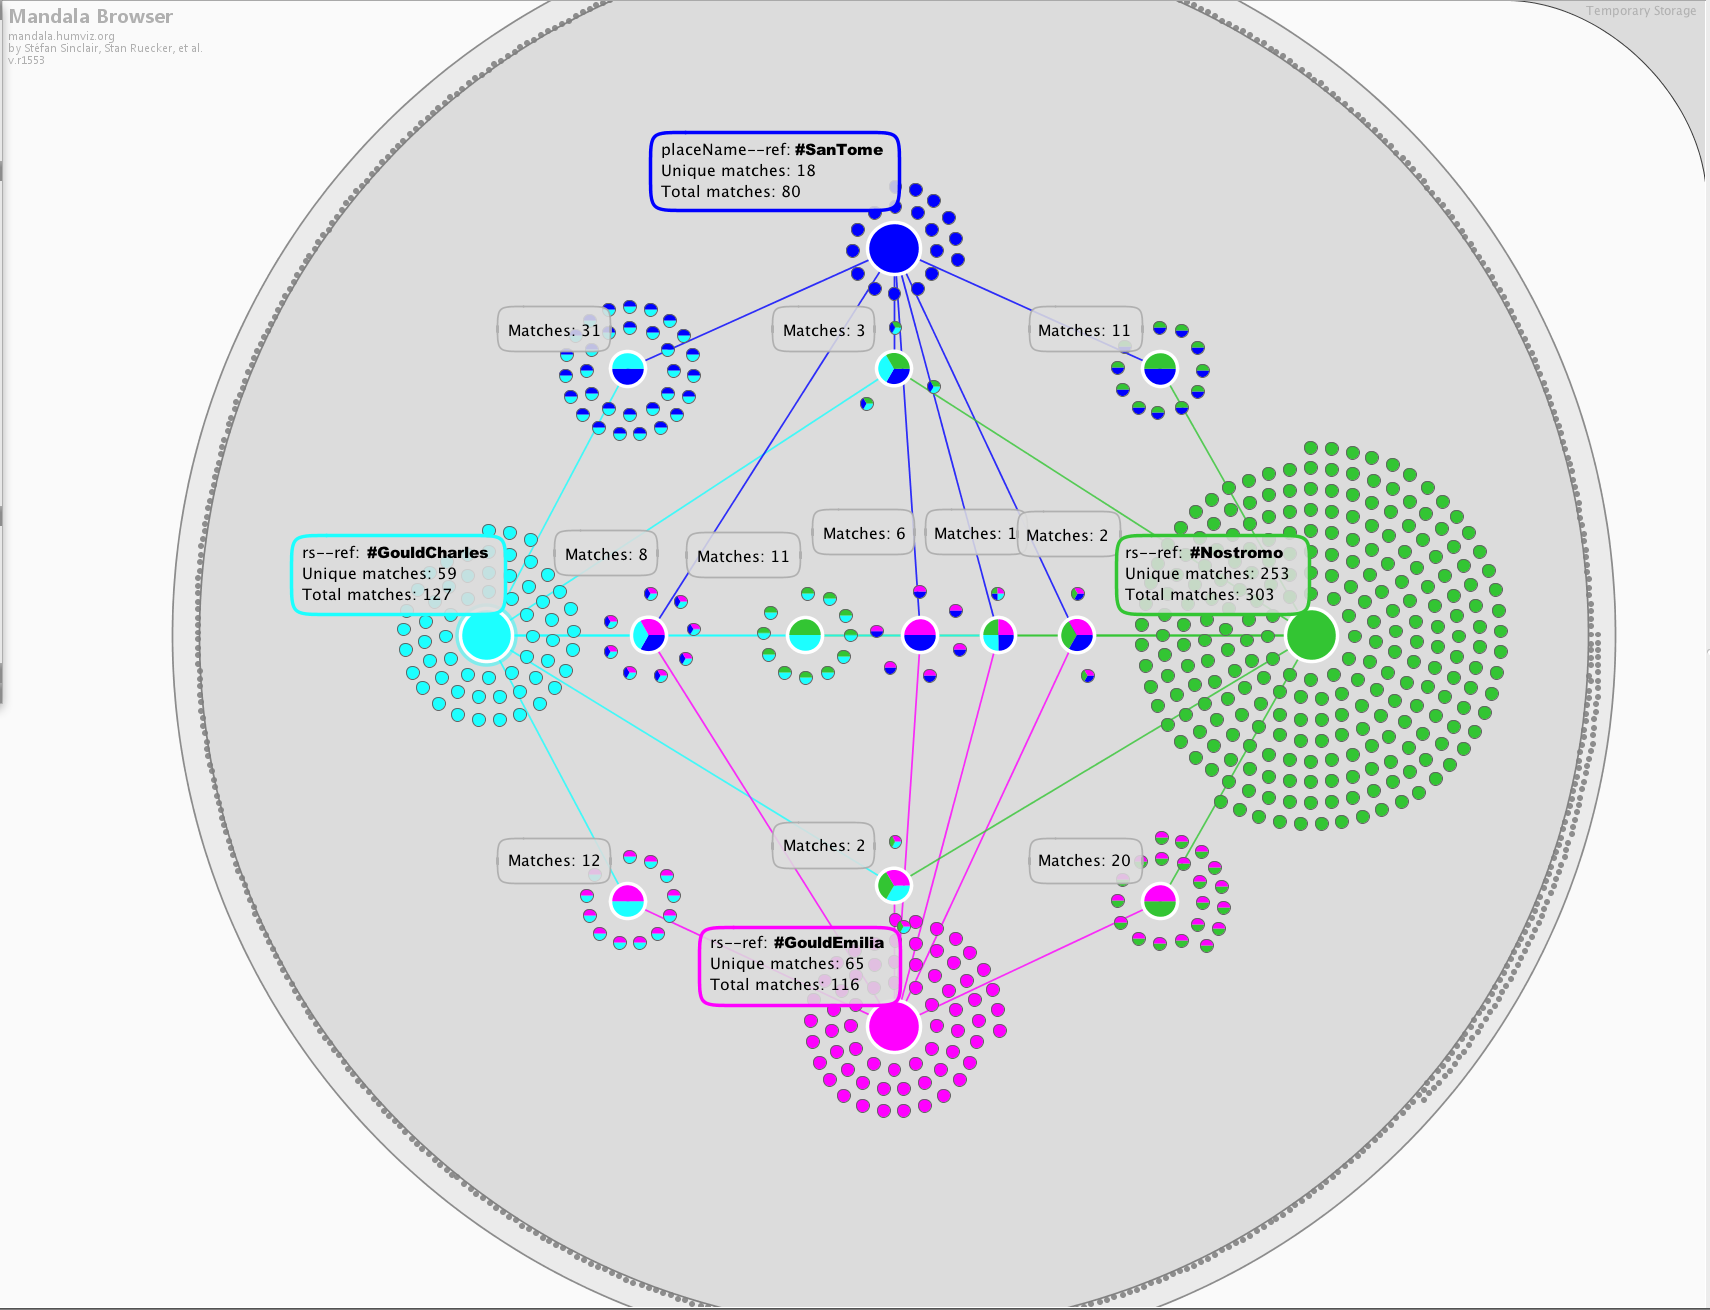 Mandala Browser
mandala.humviz.org
by Stéfan Sinclair, Stan Ruecker, et al.
v.r1553
Temporary Storage
placeName--ref: #SanTome
Unique matches: 18
Total matches: 80
Matches: 31
Matches: 3
Matches: 11
rs--ref: #GouldCharles
Unique matches: 59
Total matches: 127
Matches: 8
Matches: 11
Matches: 6
Matches: 1
Matches: 2
rs--ref: #Nostromo
Unique matches: 253
Total matches: 303
Matches: 12
Matches: 2
Matches: 20
rs--ref: #GouldEmilia
Unique matches: 65
Total matches: 116